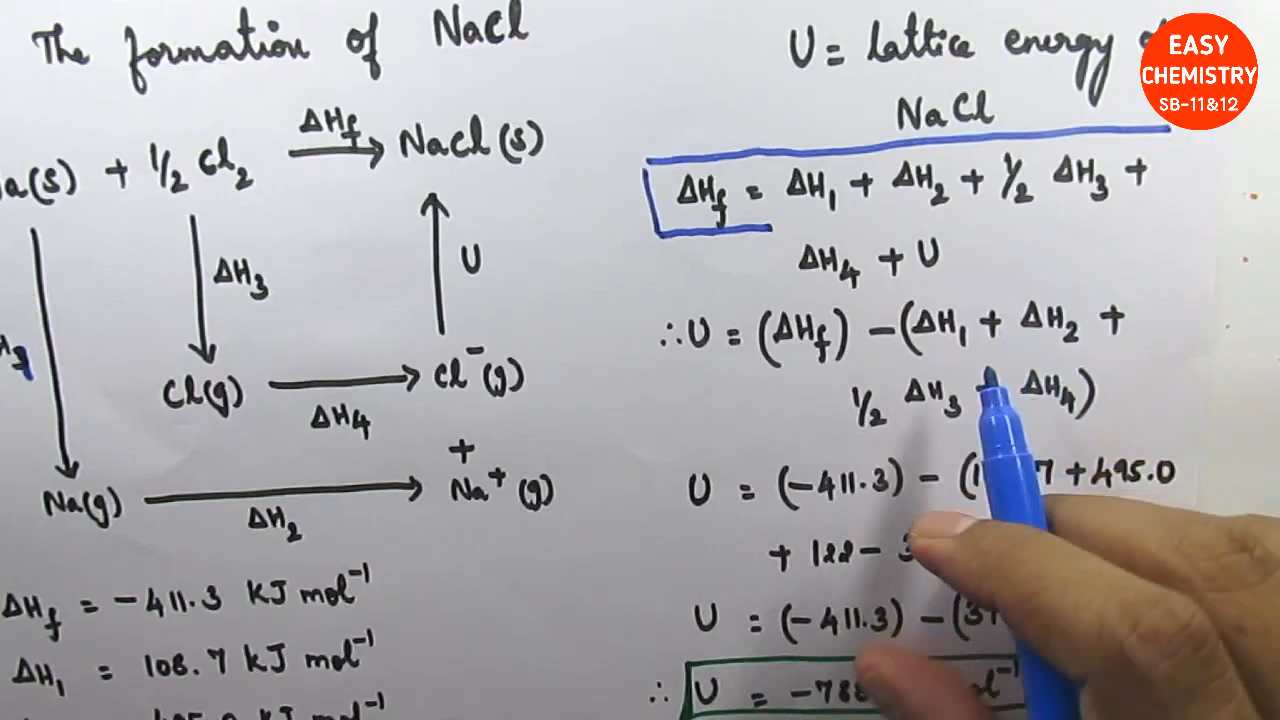 The formation of NaCl
(s) + 1/2 Cl₂ ΔHf NaCl(s)
ΔH₃
U
Cl(g) ΔH₄ Cl⁻(g)
+
Na(g) ΔH₂ Na⁺(g)
ΔHf = -411.3 KJ mol⁻¹
ΔH₁ = 108.7 KJ mol⁻¹
U = lattice energy
NaCl
ΔHf = ΔH₁ + ΔH₂ + 1/2 ΔH₃ +
ΔH₄ + U
∴ U = (ΔHf) - (ΔH₁ + ΔH₂ +
1/2 ΔH₃ + ΔH₄)
U = (-411.3) - ( + 495.0
+ 122 -
U = (-411.3) - (
∴ U =
EASY
CHEMISTRY
SB-11&12